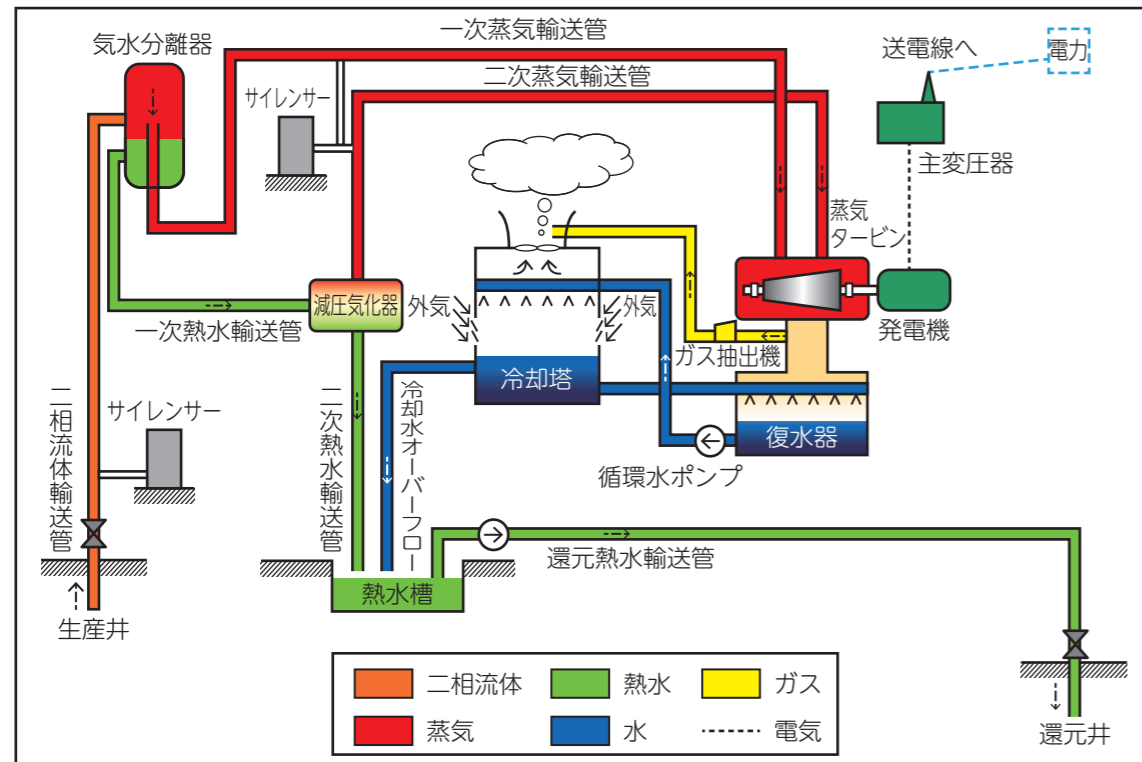 一次蒸気輸送管
気水分離器
送電線へ
電力
二次蒸気輸送管
サイレンサー
主変圧器
蒸気
タービン
減圧気化器
外気
外気
発電機
一次熱水輸送管
ガス抽出機
冷却塔
二相流体輸送管
サイレンサー
二次熱水輸送管
冷却水オーバーフロー
復水器
循環水ポンプ
還元熱水輸送管
熱水槽
生産井
二相流体
熱水
ガス
蒸気
水
電気
還元井